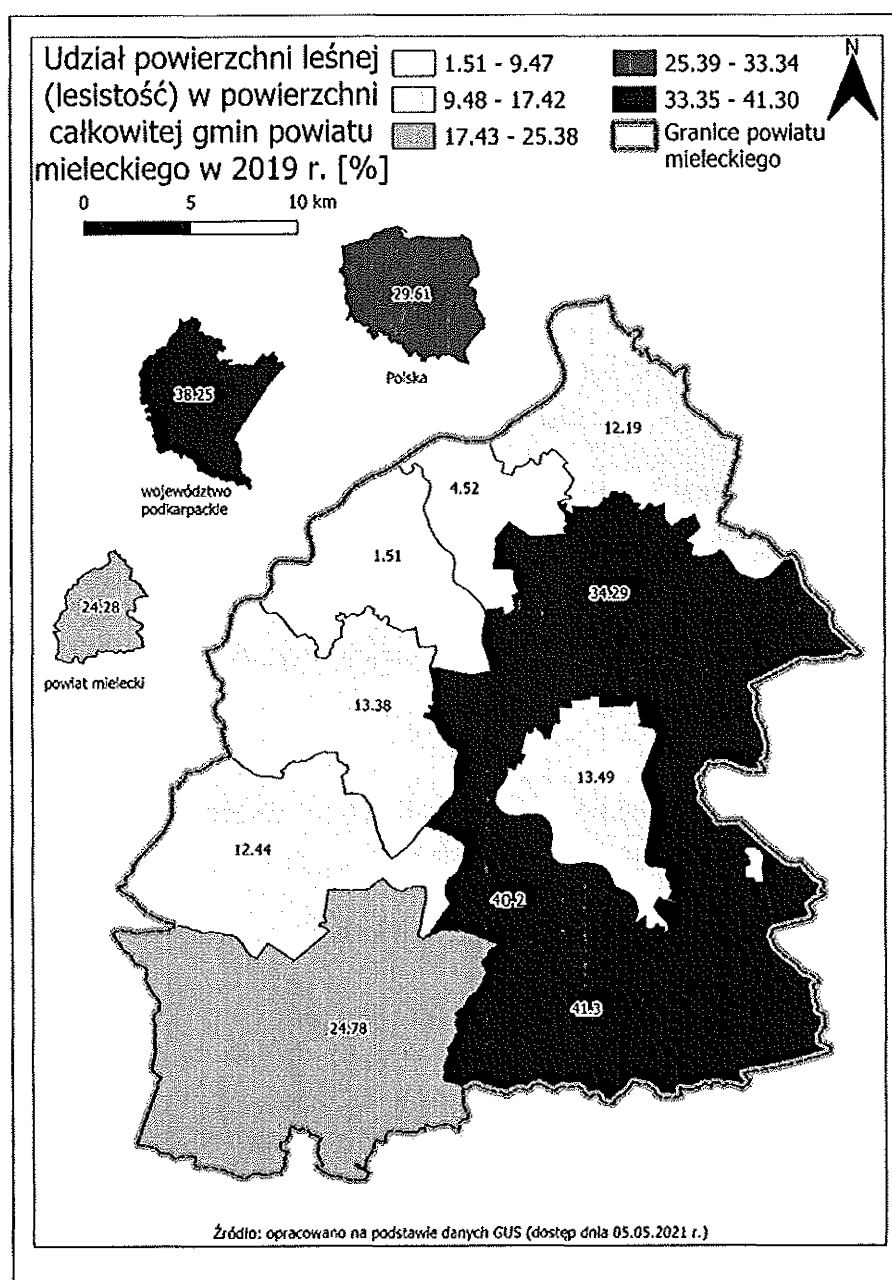 Udział powierzchni leśnej
(lesistość) w powierzchni
całkowitej gmin powiatu
mieleckiego w 2019 r. [%]
1.51 - 9.47
9.48 - 17.42
17.43 - 25.38
25.39 - 33.34
33.35 - 41.30
Granice powiatu
mieleckiego
N
0 5 10 km
29.61
Polska
38.25
województwo
podkarpackie
24.28
powiat mielecki
12.19
4.52
1.51
34.29
13.38
13.49
12.44
40.2
41.3
24.78
Źródło: opracowano na podstawie danych GUS (dostęp dnia 05.05.2021 r.)